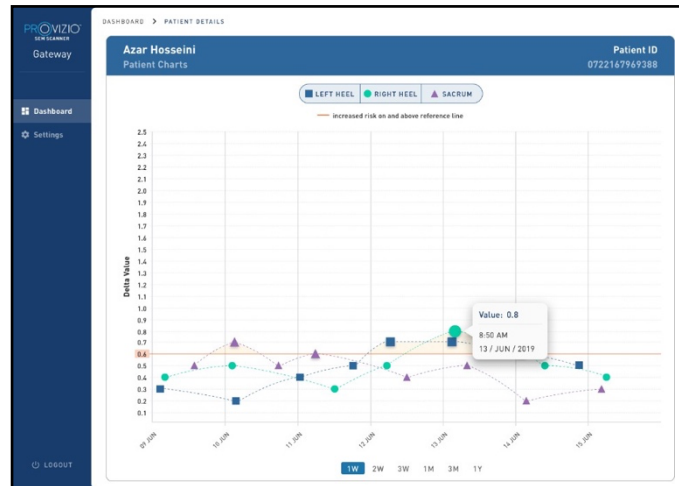 DASHBOARD > PATIENT DETAILS
PROVIZIO®
SEM SCANNER
Gateway
Dashboard
Settings
LOGOUT
Azar Hosseini
Patient Charts
Patient ID
0722167969388
LEFT HEEL
RIGHT HEEL
SACRUM
increased risk on and above reference line
Delta Value
2.5
2.4
2.3
2.2
2.1
2.0
1.9
1.8
1.7
1.6
1.5
1.4
1.3
1.2
1.1
1.0
0.9
0.8
0.7
0.6
0.5
0.4
0.3
0.2
0.1
Value: 0.8
8:50 AM
13 / JUN / 2019
09 JUN
10 JUN
11 JUN
12 JUN
13 JUN
14 JUN
15 JUN
1W
2W
3W
1M
3M
1Y